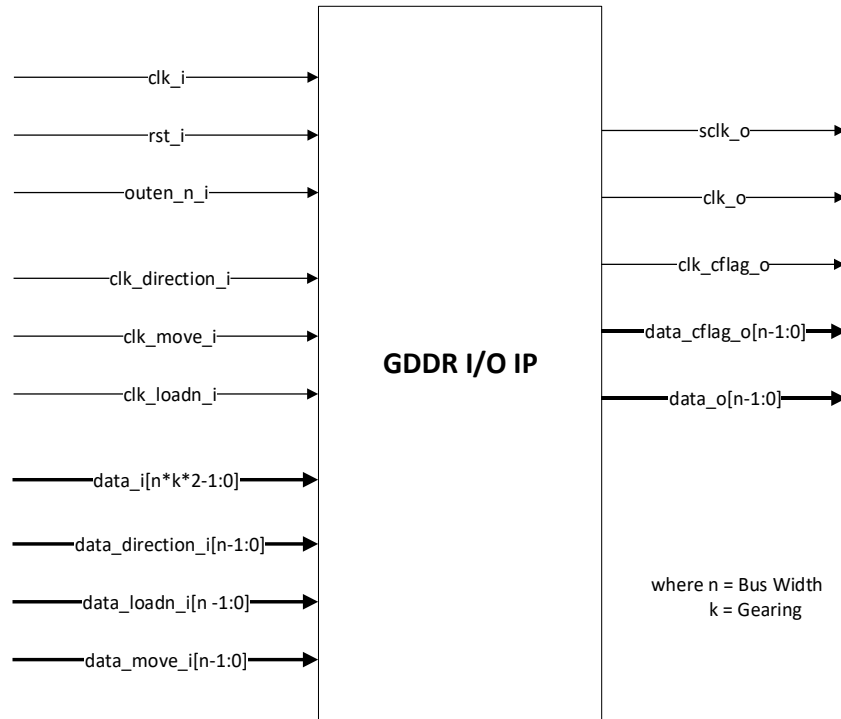 clk_i
rst_i
outen_n_i
clk_direction_i
clk_move_i
clk_loadn_i
data_i[n*k*2-1:0]
data_direction_i[n-1:0]
data_loadn_i[n -1:0]
data_move_i[n-1:0]
GDDR I/O IP
sclk_o
clk_o
clk_cflag_o
data_cflag_o[n-1:0]
data_o[n-1:0]
where n = Bus Width
k = Gearing